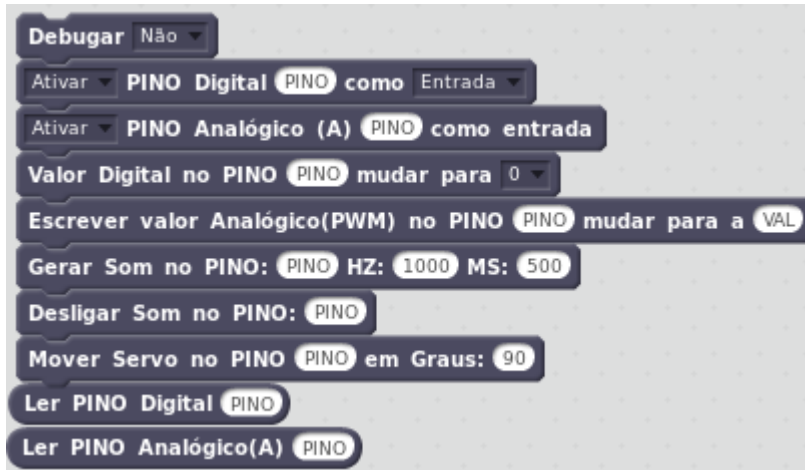 Debugar Não
Ativar PINO Digital PINO como Entrada
Ativar PINO Analógico (A) PINO como entrada
Valor Digital no PINO PINO mudar para 0
Escrever valor Analógico(PWM) no PINO PINO mudar para a VAL
Gerar Som no PINO: PINO HZ: 1000 MS: 500
Desligar Som no PINO: PINO
Mover Servo no PINO PINO em Graus: 90
Ler PINO Digital PINO
Ler PINO Analógico(A) PINO